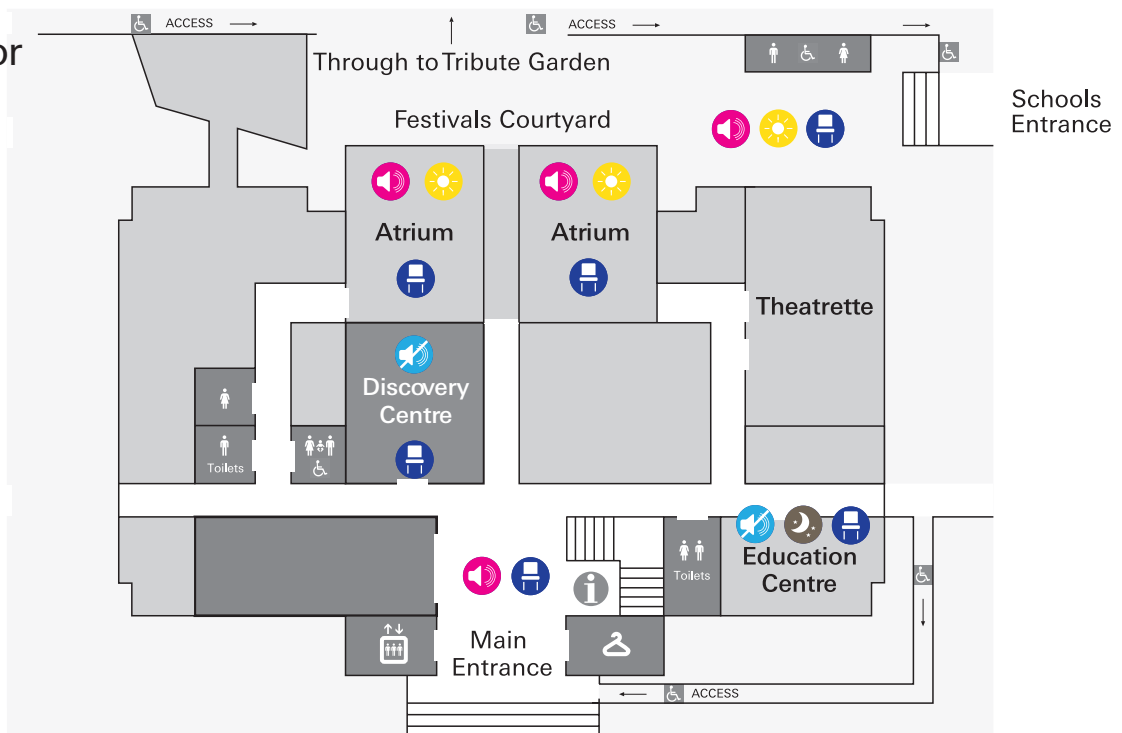 ACCESS
ACCESS
or
Through to Tribute Garden
Festivals Courtyard
Schools
Entrance
Atrium
Atrium
Theatrette
Discovery
Centre
Toilets
Education
Centre
Toilets
i
Main
Entrance
ACCESS